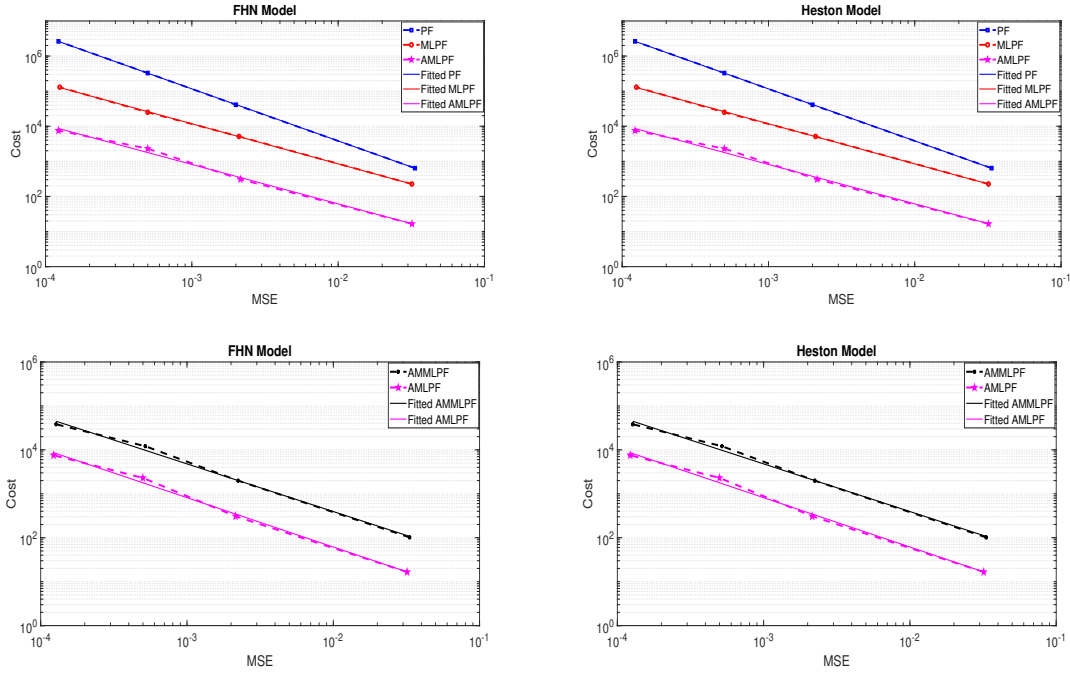 FHN Model
PF
MLPF
AMLPF
Fitted PF
Fitted MLPF
Fitted AMLPF
10^6
10^4
10^2
10^0
Cost
10^-4
10^-3
10^-2
10^-1
MSE
Heston Model
PF
MLPF
AMLPF
Fitted PF
Fitted MLPF
Fitted AMLPF
10^6
10^4
10^2
10^0
Cost
10^-4
10^-3
10^-2
10^-1
MSE
FHN Model
AMMLPF
AMLPF
Fitted AMMLPF
Fitted AMLPF
10^6
10^4
10^2
10^0
Cost
10^-4
10^-3
10^-2
10^-1
MSE
Heston Model
AMMLPF
AMLPF
Fitted AMMLPF
Fitted AMLPF
10^6
10^4
10^2
10^0
Cost
10^-4
10^-3
10^-2
10^-1
MSE